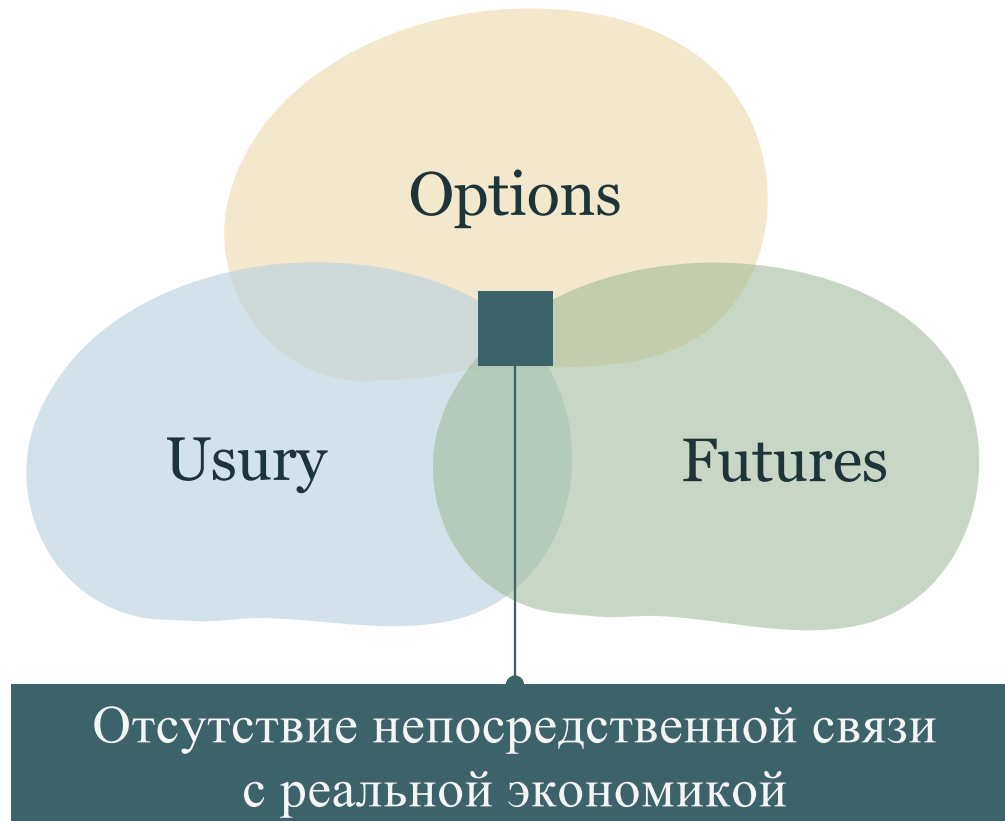 Options
Usury
Futures
Отсутствие непосредственной связи
с реальной экономикой